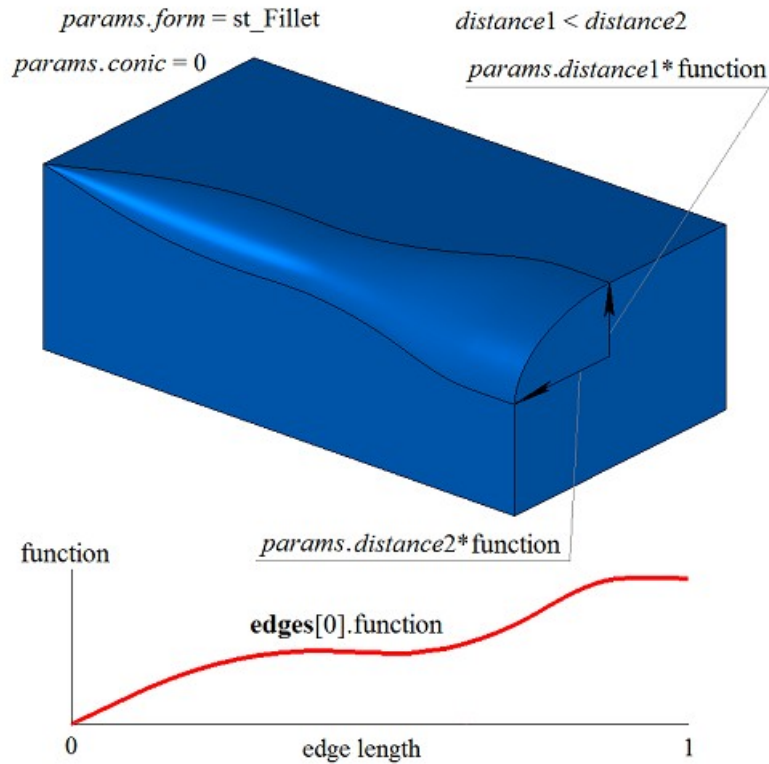 params.form = st_Fillet
distance1 < distance2
params.conic = 0
params.distance1* function
params.distance2* function
function
edges[0].function
0
edge length
1